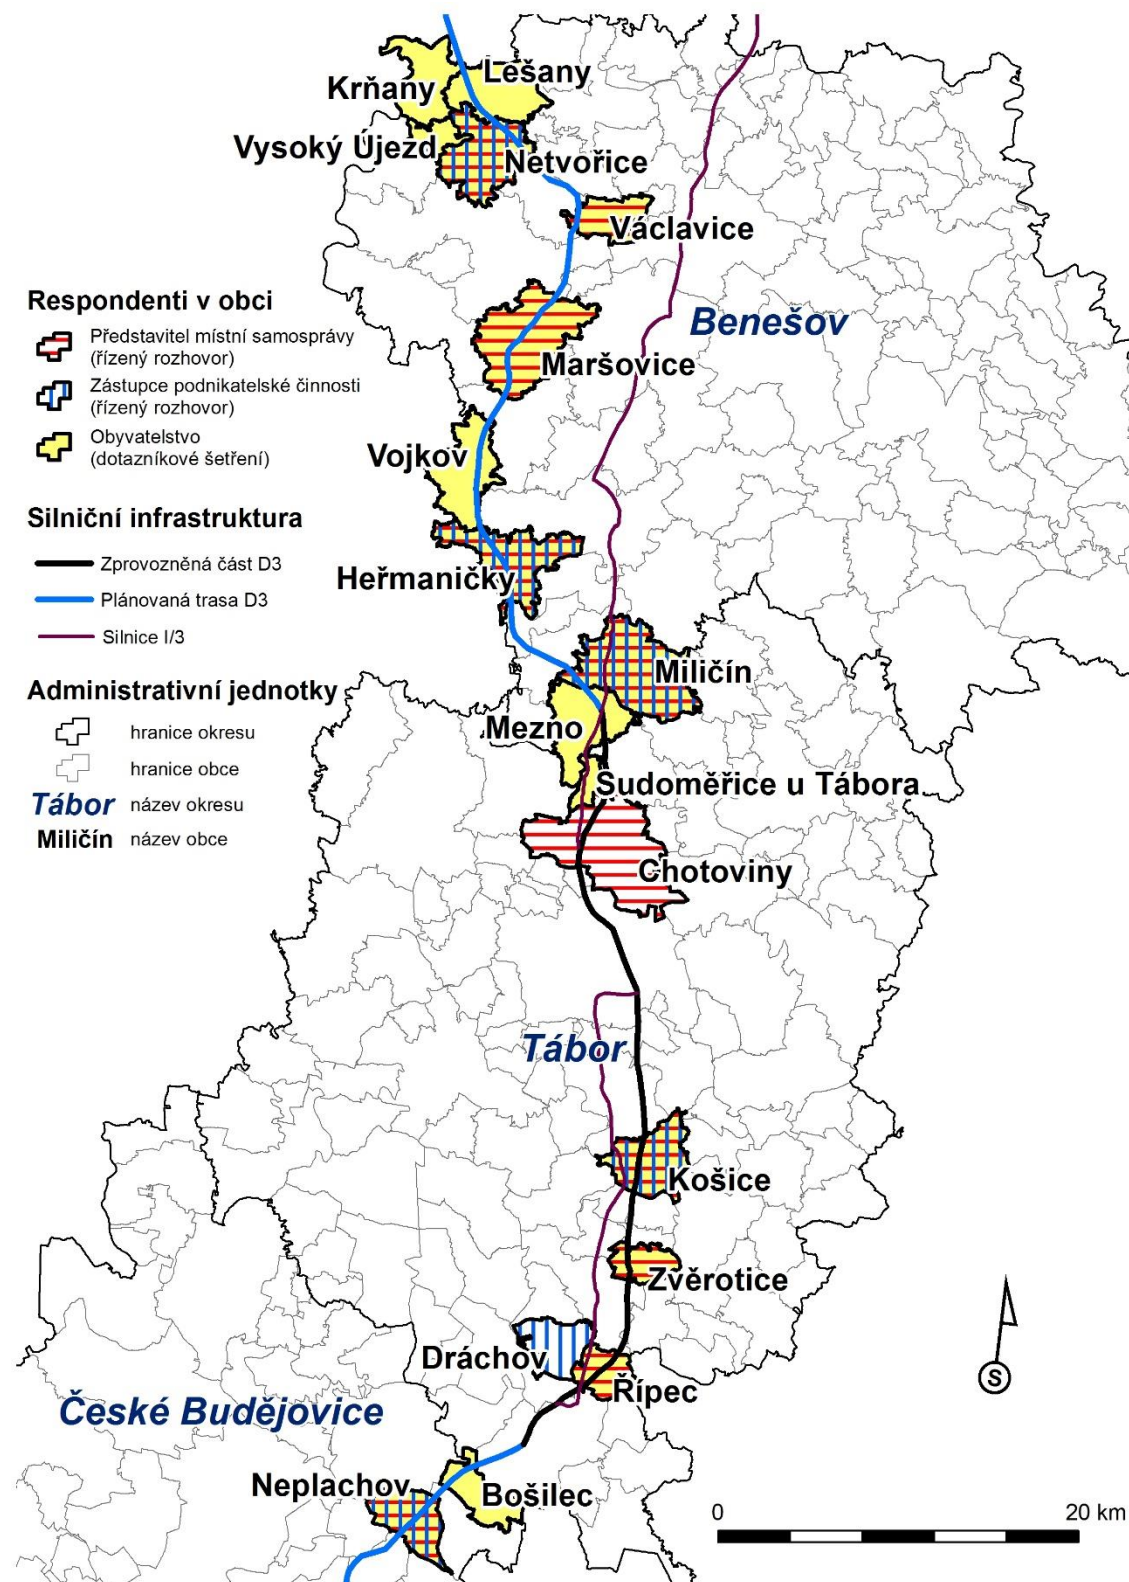 Lešany
Krňany
Vysoký Újezd
Netvořice
Václavice
Respondenti v obci
Představitel místní samosprávy
(řízený rozhovor)
Zástupce podnikatelské činnosti
(řízený rozhovor)
Obyvatelstvo
(dotazníkové šetření)
Benešov
Maršovice
Vojkov
Silniční infrastruktura
Zprovozněná část D3
Plánovaná trasa D3
Silnice I/3
Heřmaničky
Miličín
Administrativní jednotky
hranice okresu
hranice obce
Tábor název okresu
Miličín název obce
Mezno
Sudoměřice u Tábora
Chotoviny
Tábor
Košice
Zvěrotice
Dráchov
Řípec
S
České Budějovice
Neplachov
Bošilec
0 20 km